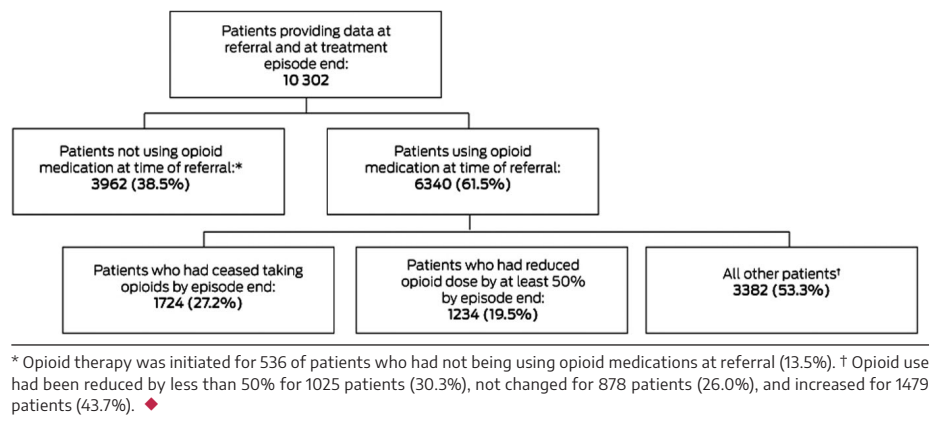 Patients providing data at
referral and at treatment
episode end:
10 302
Patients not using opioid
medication at time of referral:*
3962 (38.5%)
Patients using opioid
medication at time of referral:
6340 (61.5%)
Patients who had ceased taking
opioids by episode end:
1724 (27.2%)
Patients who had reduced
opioid dose by at least 50%
by episode end:
1234 (19.5%)
All other patients†
3382 (53.3%)
* Opioid therapy was initiated for 536 of patients who had not being using opioid medications at referral (13.5%). † Opioid use
had been reduced by less than 50% for 1025 patients (30.3%), not changed for 878 patients (26.0%), and increased for 1479
patients (43.7%). ◆